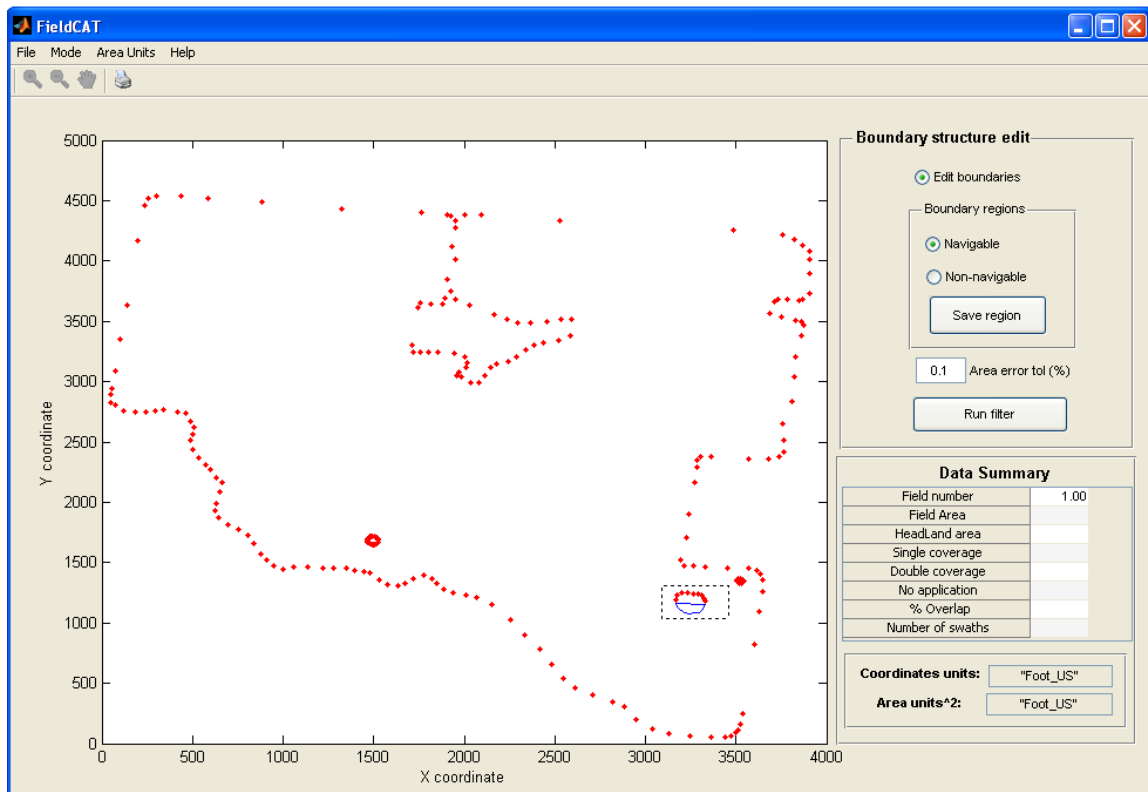 FieldCAT
File Mode Area Units Help
5000
4500
4000
3500
3000
2500
2000
1500
1000
500
0
Y coordinate
0 500 1000 1500 2000 2500 3000 3500 4000
X coordinate
Boundary structure edit
Edit boundaries
Boundary regions
Navigable
Non-navigable
Save region
0.1 Area error tol (%)
Run filter
Data Summary
Field number 1.00
Field Area
HeadLand area
Single coverage
Double coverage
No application
% Overlap
Number of swaths
Coordinates units: "Foot_US"
Area units^2: "Foot_US"